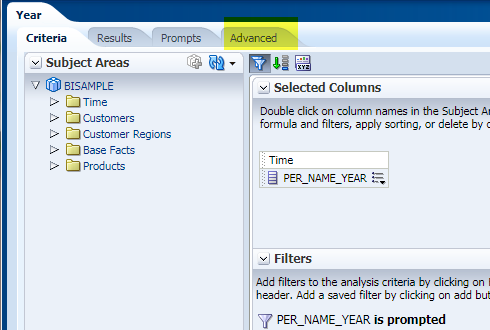 Year
Criteria Results Prompts Advanced
Subject Areas
BISAMPLE
Time
Customers
Customer Regions
Base Facts
Products
Selected Columns
Double click on column names in the Subject Ar
formula and filters, apply sorting, or delete by c
Time
PER_NAME_YEAR
Filters
Add filters to the analysis criteria by clicking on F
header. Add a saved filter by clicking on add but
PER_NAME_YEAR is prompted